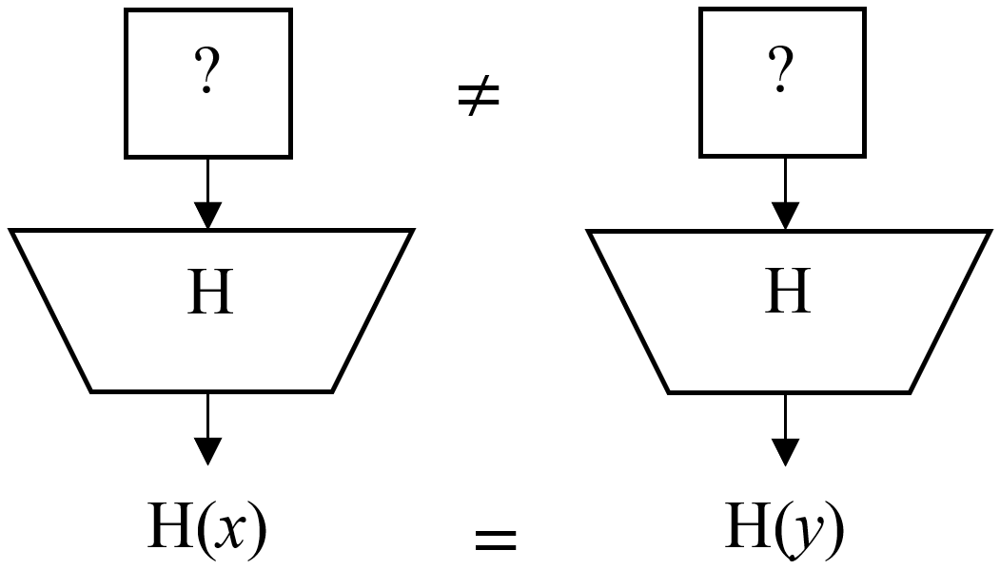 ? ≠ ?
H H
H(x) = H(y)